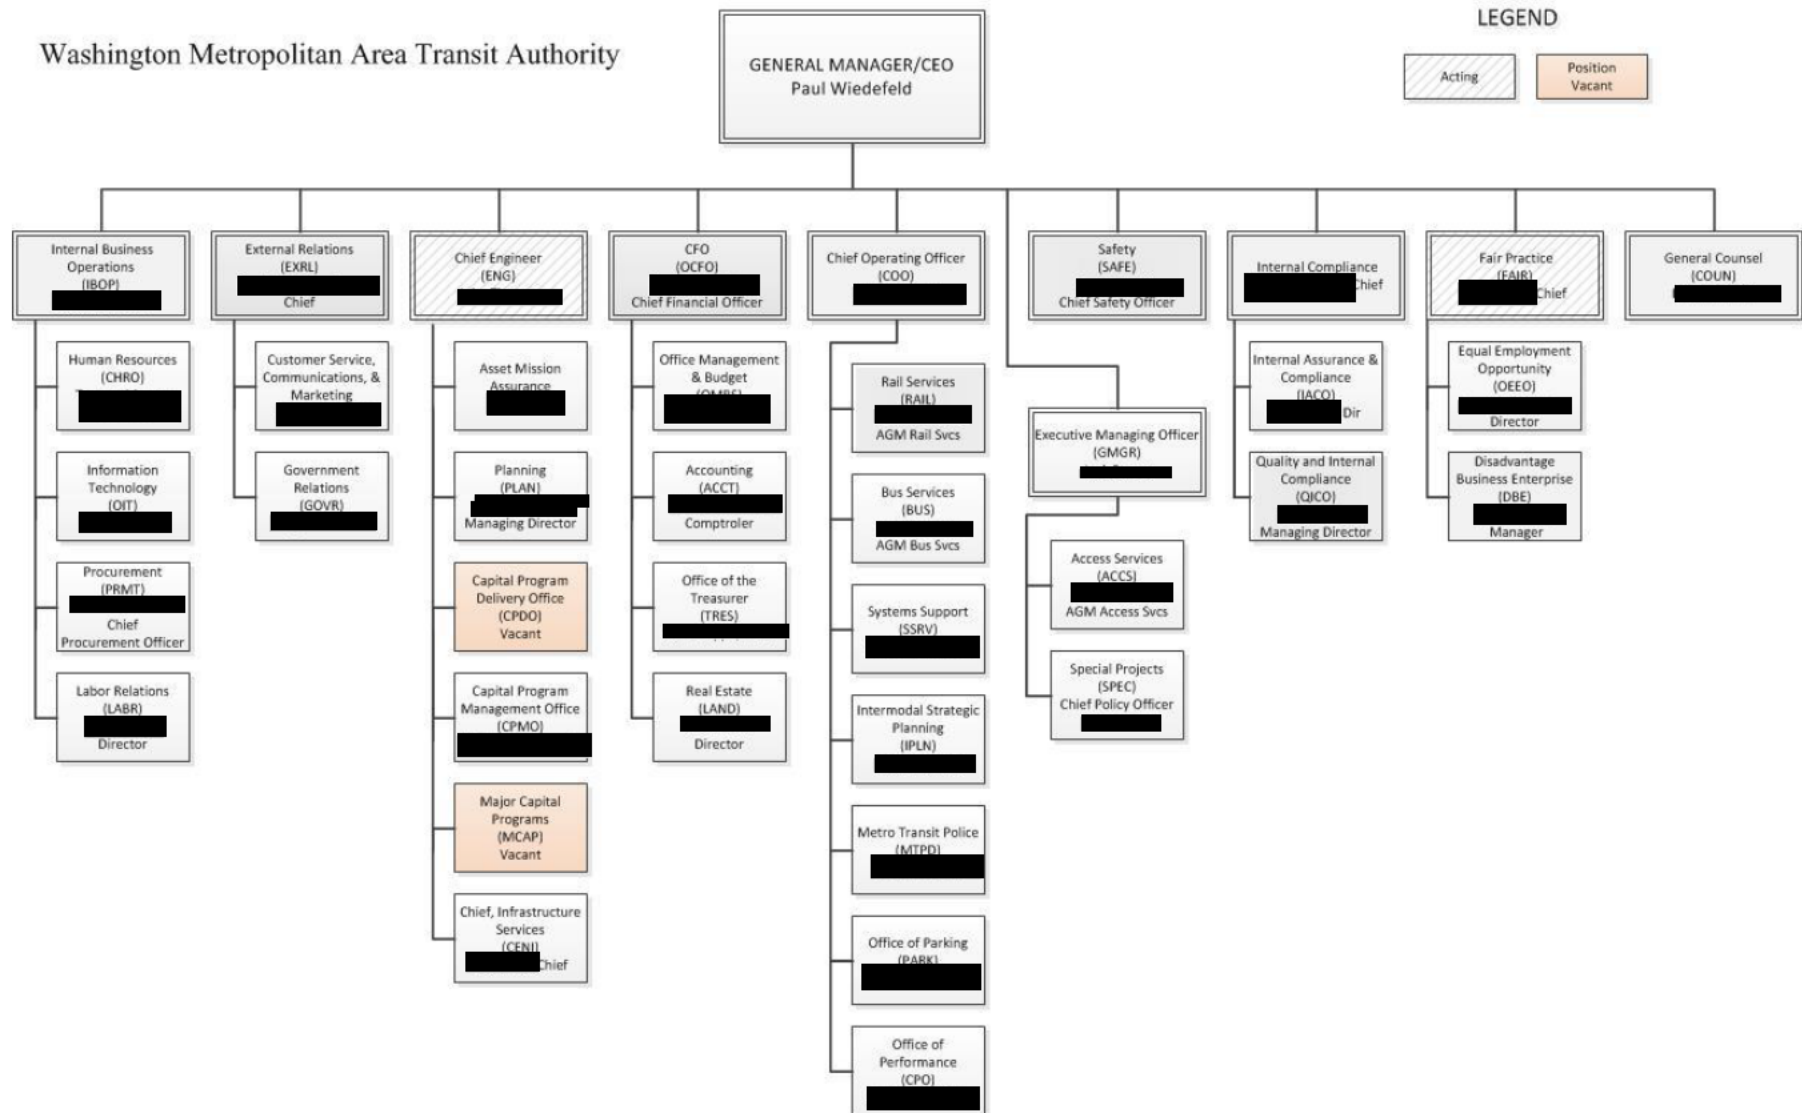 Washington Metropolitan Area Transit Authority
GENERAL MANAGER/CEO
Paul Wiedefeld
LEGEND
Acting
Position
Vacant
Internal Business
Operations
(IBOP)
External Relations
(EXRL)
Chief
Chief Engineer
(ENG)
CFO
(OCFO)
Chief Financial Officer
Chief Operating Officer
(COO)
Safety
(SAFE)
Chief Safety Officer
Internal Compliance
Chief
Fair Practice
(FAIR)
Chief
General Counsel
(COUN)
Human Resources
(CHRO)
Information
Technology
(OIT)
Procurement
(PRMT)
Chief
Procurement Officer
Labor Relations
(LABR)
Director
Customer Service,
Communications, &
Marketing
Government
Relations
(GOVR)
Asset Mission
Assurance
Planning
(PLAN)
Managing Director
Capital Program
Delivery Office
(CPDO)
Vacant
Capital Program
Management Office
(CPMO)
Major Capital
Programs
(MCAP)
Vacant
Chief, Infrastructure
Services
(CENI)
Chief
Office Management
& Budget
Accounting
(ACCT)
Comptroler
Office of the
Treasurer
(TRES)
Real Estate
(LAND)
Director
Rail Services
(RAIL)
AGM Rail Svcs
Bus Services
(BUS)
AGM Bus Svcs
Systems Support
(SSRV)
Intermodal Strategic
Planning
(IPLN)
Metro Transit Police
(MTPD)
Office of Parking
(PARK)
Office of
Performance
(CPO)
Executive Managing Officer
(GMGR)
Access Services
(ACCS)
AGM Access Svcs
Special Projects
(SPEC)
Chief Policy Officer
Internal Assurance &
Compliance
(IACO)
Dir
Quality and Internal
Compliance
(QICO)
Managing Director
Equal Employment
Opportunity
(OEEO)
Director
Disadvantage
Business Enterprise
(DBE)
Manager